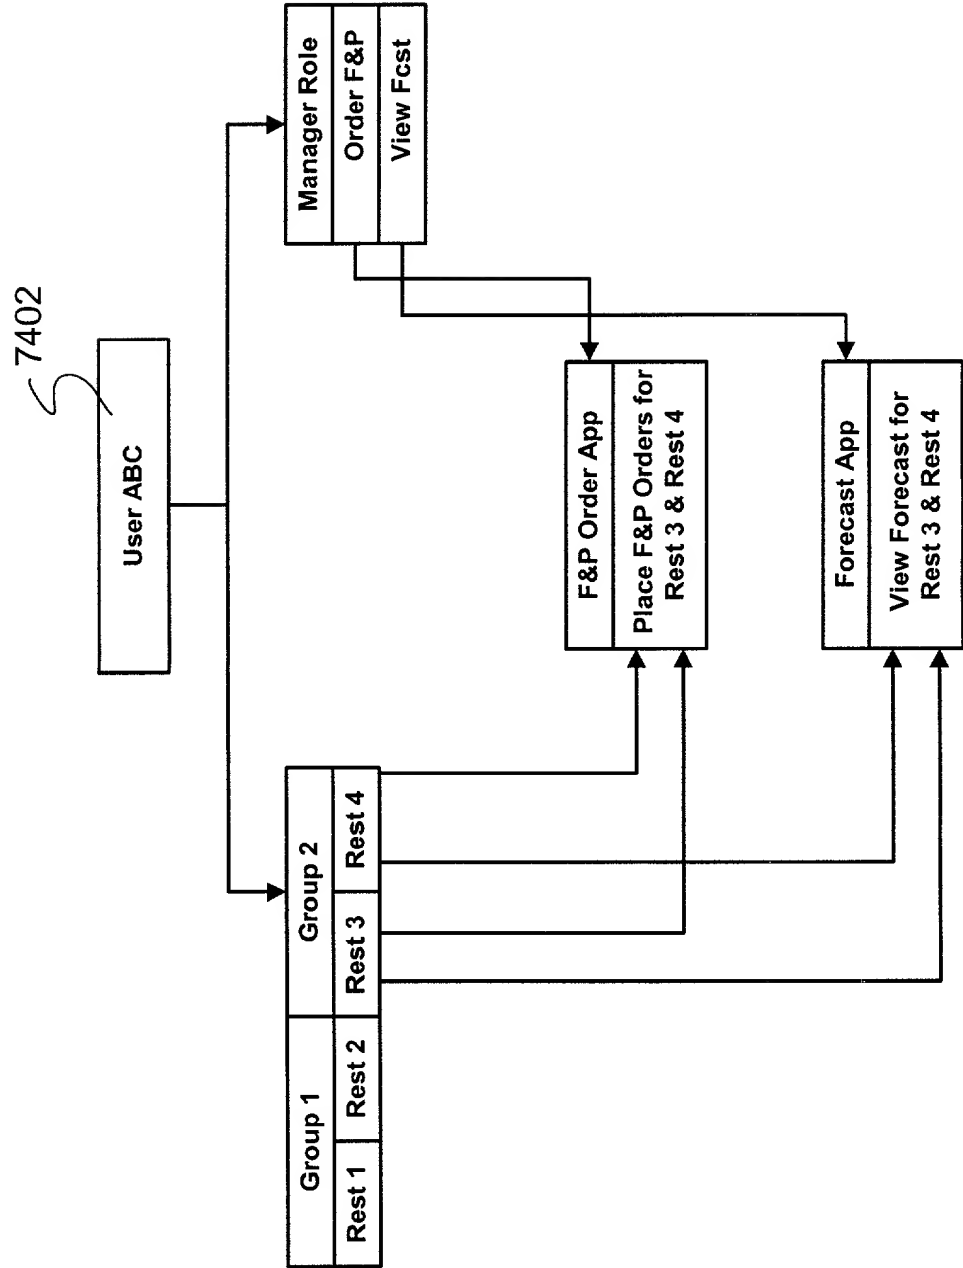 7402
User ABC
Group 1
Group 2
Rest 1
Rest 2
Rest 3
Rest 4
Manager Role
Order F&P
View Fcst
F&P Order App
Place F&P Orders for
Rest 3 & Rest 4
Forecast App
View Forecast for
Rest 3 & Rest 4